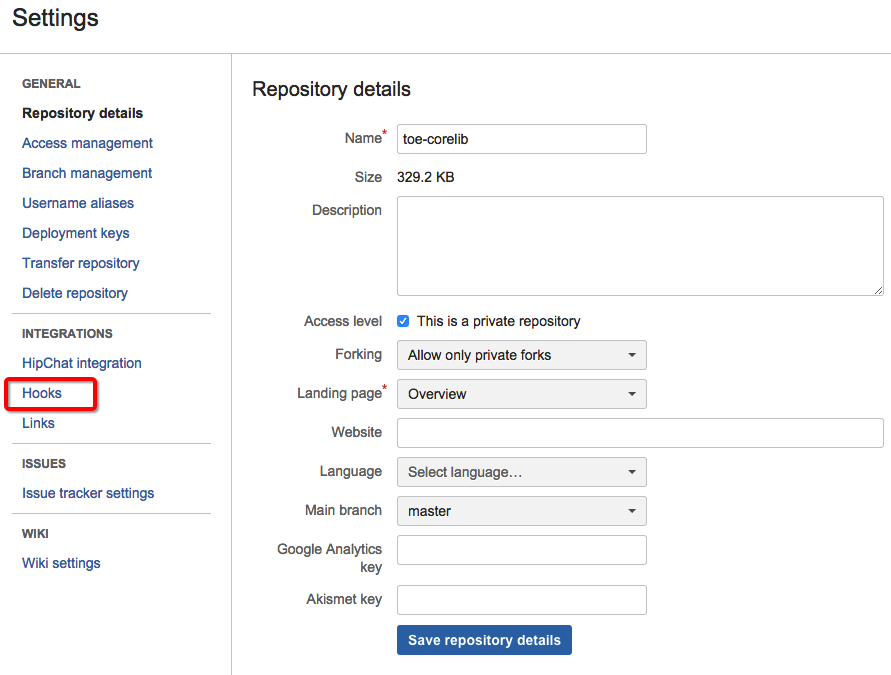 Settings
GENERAL
Repository details
Access management
Branch management
Username aliases
Deployment keys
Transfer repository
Delete repository
INTEGRATIONS
HipChat integration
Hooks
Links
ISSUES
Issue tracker settings
WIKI
Wiki settings
Repository details
Name* toe-corelib
Size 329.2 KB
Description
Access level This is a private repository
Forking Allow only private forks
Landing page* Overview
Website
Language Select language…
Main branch master
Google Analytics
key
Akismet key
Save repository details